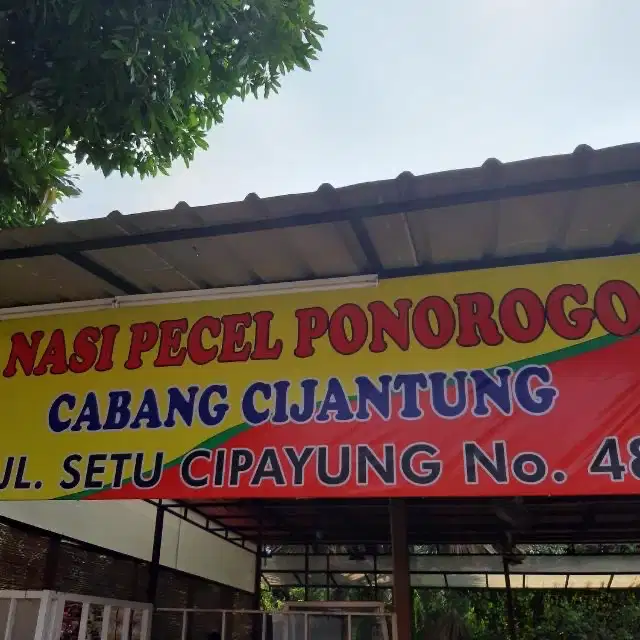 NASI PECEL PONOROGO
CABANG CIJANTUNG
JL. SETU CIPAYUNG No. 48